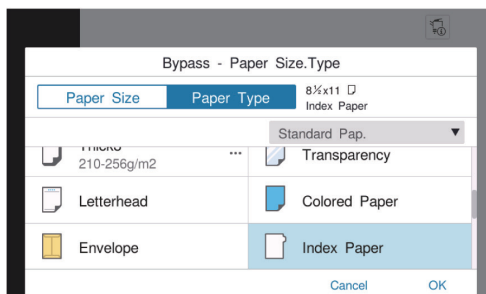 Bypass - Paper Size.Type
Paper Size
Paper Type
8½x11
Index Paper
Standard Pap.
210-256g/m2
Transparency
Letterhead
Colored Paper
Envelope
Index Paper
Cancel
OK